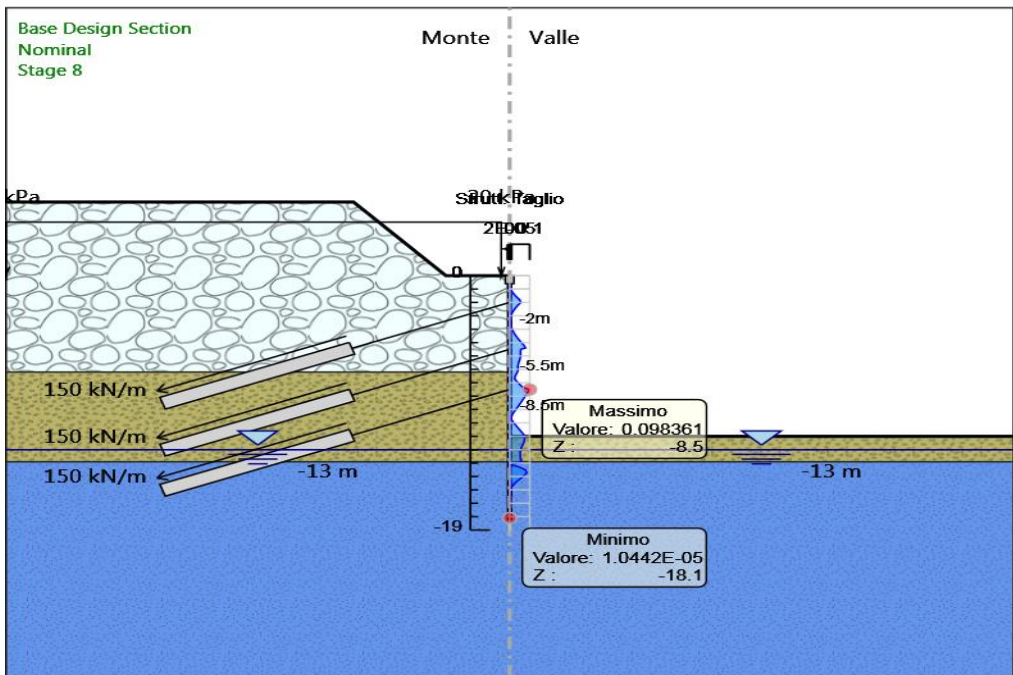 Base Design Section
Nominal
Stage 8
Monte
Valle
kPa
0
-2m
-5.5m
-8.5m
150 kN/m
150 kN/m
150 kN/m
Massimo
Valore: 0.098361
Z : -8.5
-13 m
-13 m
-19
Minimo
Valore: 1.0442E-05
Z : -18.1